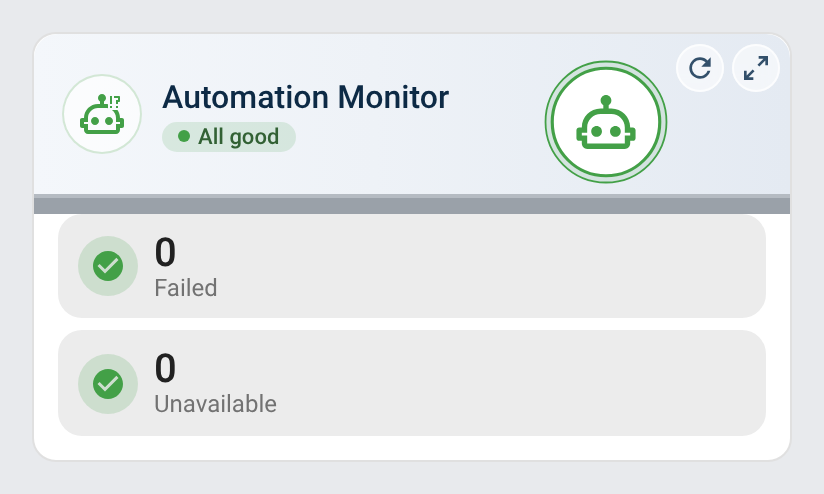 Automation Monitor
All good
0
Failed
0
Unavailable